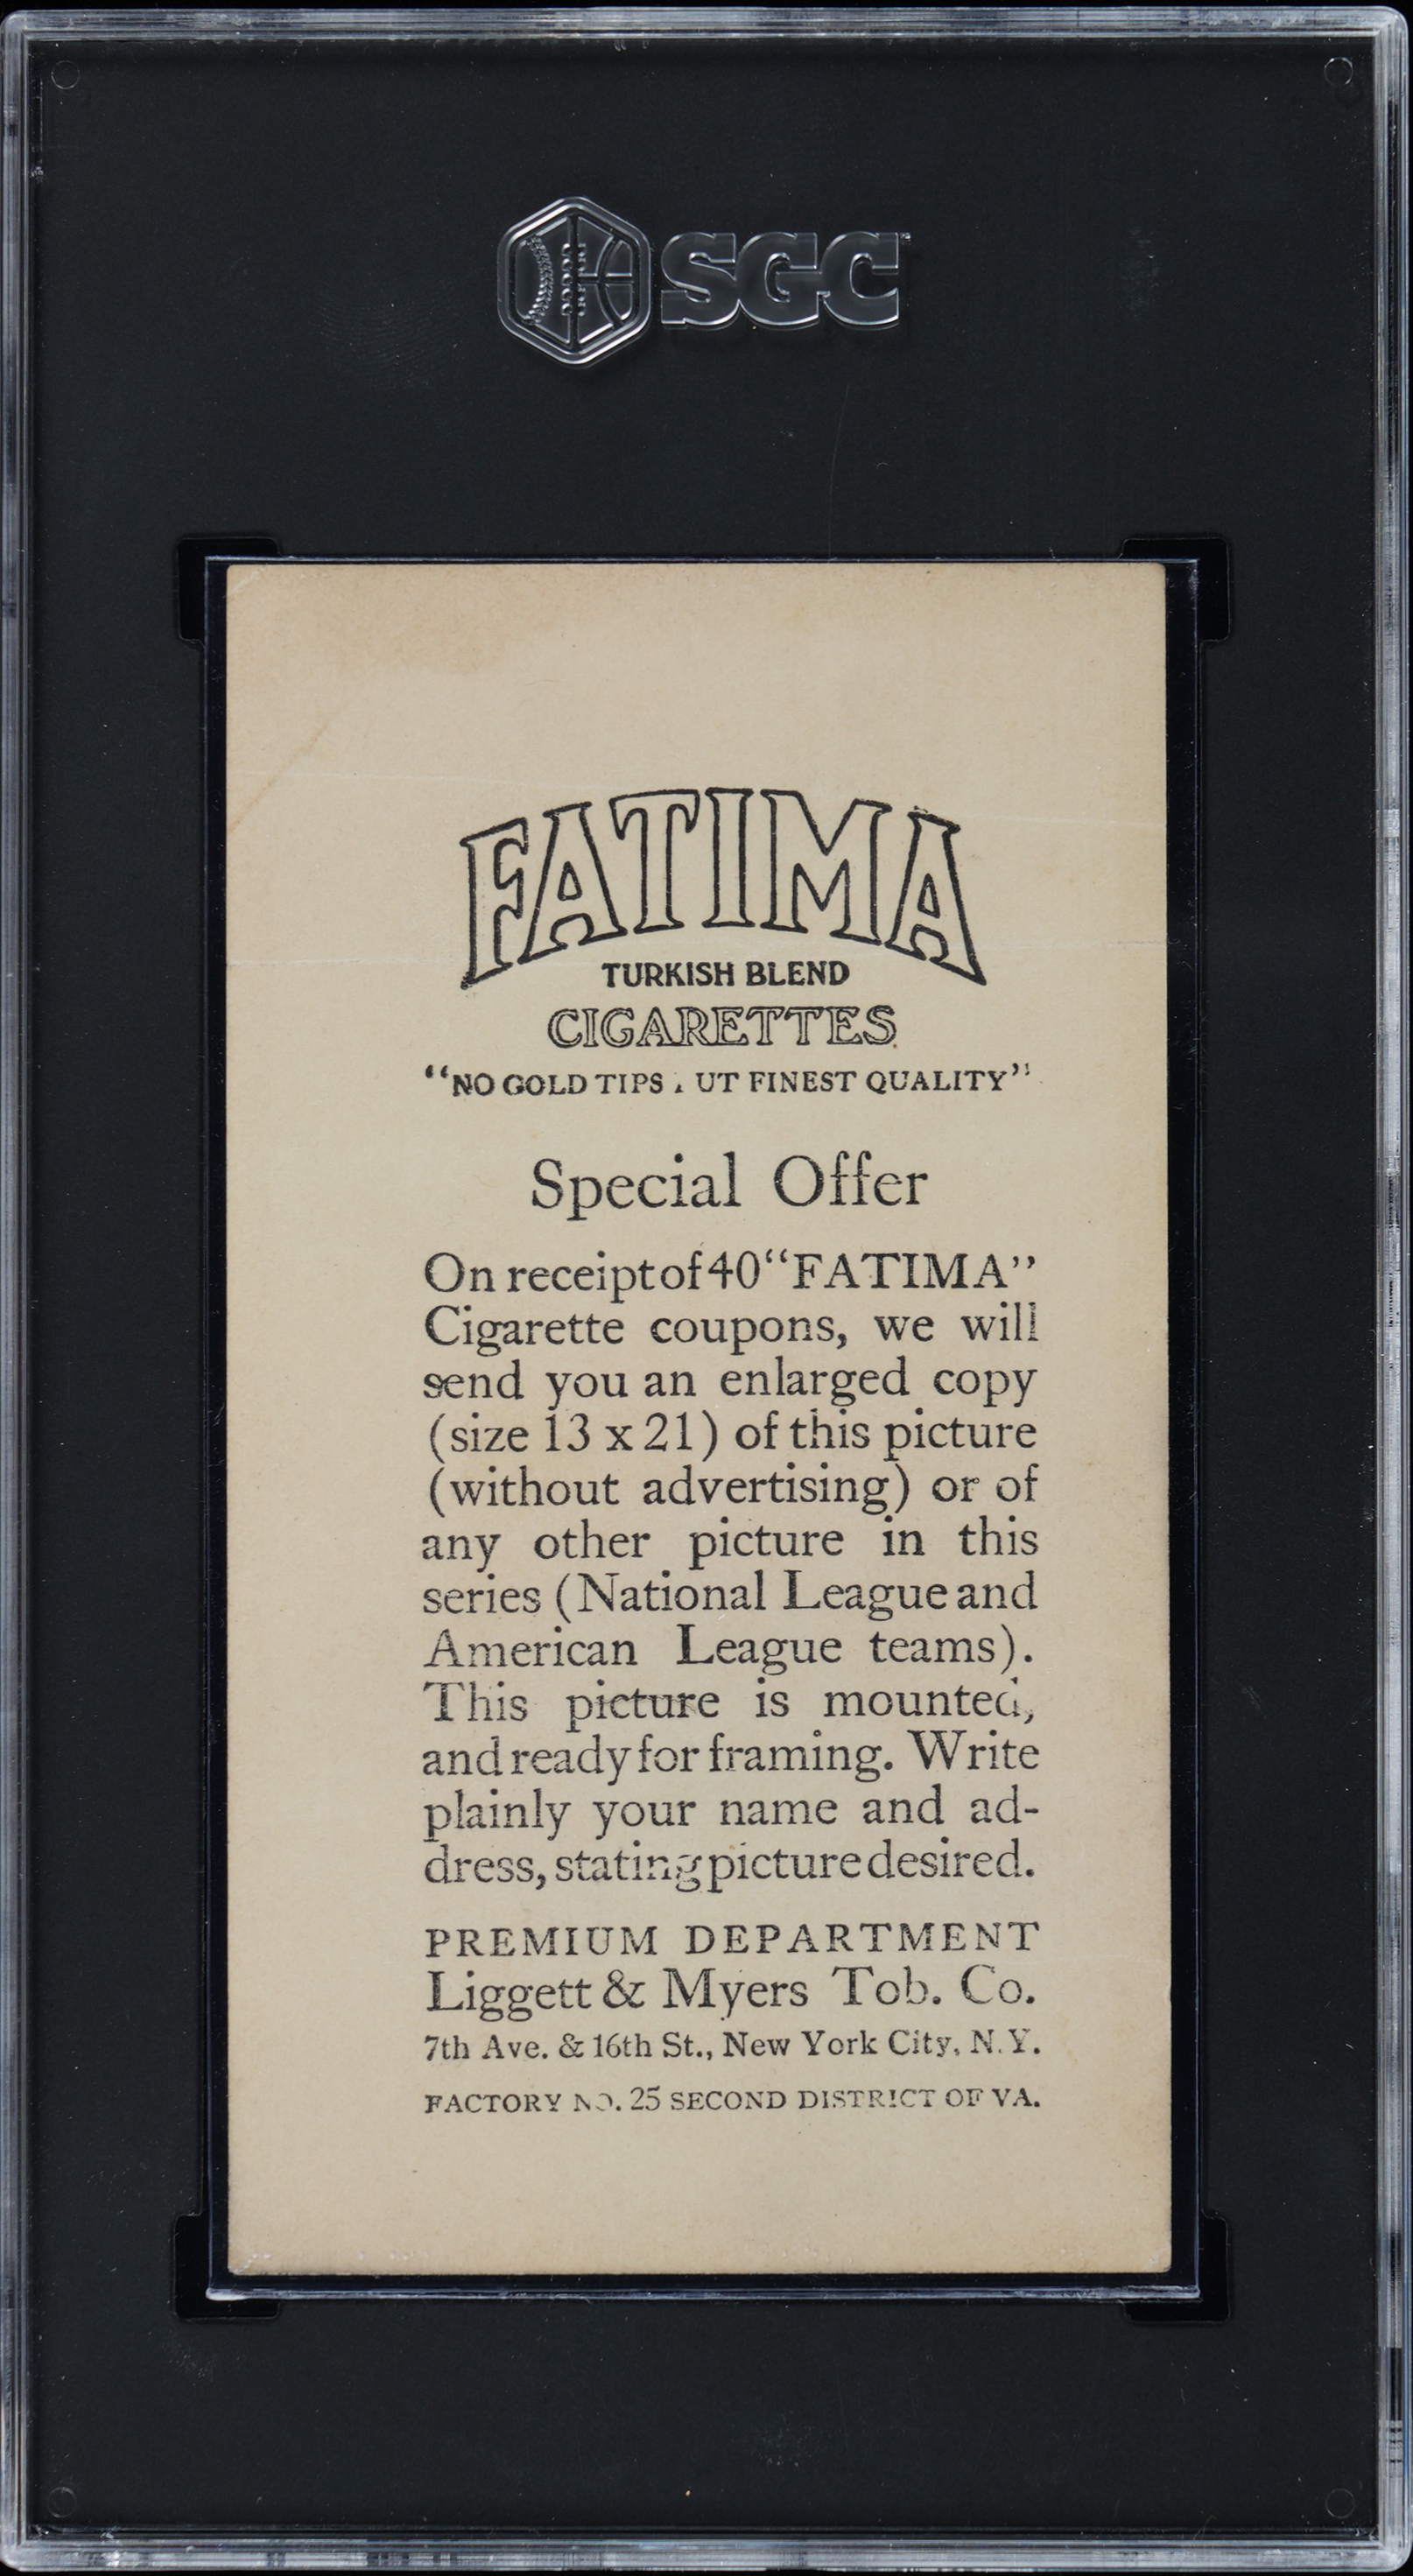 SGC
FATIMA
TURKISH BLEND
CIGARETTES
“NO GOLD TIPS . UT FINEST QUALITY”
Special Offer
On receipt of 40 “FATIMA”
Cigarette coupons, we will
send you an enlarged copy
(size 13 x 21) of this picture
(without advertising) or of
any other picture in this
series (National League and
American League teams).
This picture is mounted,
and ready for framing. Write
plainly your name and ad-
dress, stating picture desired.
PREMIUM DEPARTMENT
Liggett & Myers Tob. Co.
7th Ave. & 16th St., New York City, N.Y.
FACTORY NO. 25 SECOND DISTRICT OF VA.